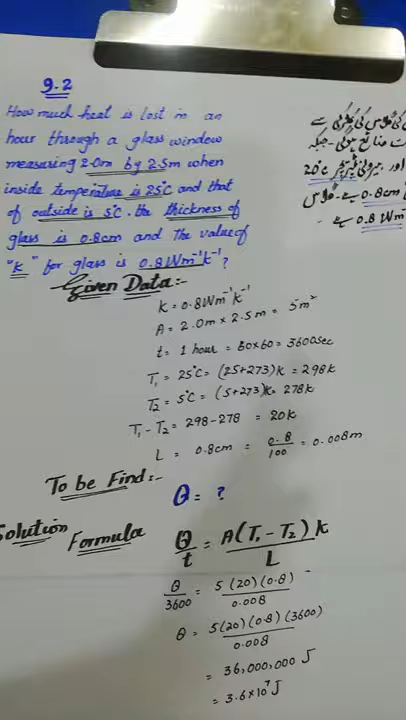 9.2
How much heat is lost in an
hour through a glass window
measuring 2.0m by 2.5m when
inside temperature is 25°C and that
of outside is 5°C. the thickness of
glass is 0.8cm and The value of
"K" for glass is 0.8Wm⁻¹k⁻¹?
20°C
0.8cm
0.8 W
Given Data:-
K = 0.8Wm⁻¹k⁻¹
A = 2.0m × 2.5m = 5m²
t = 1 hour = 60×60 = 3600sec
T₁ = 25°C = (25+273)K = 298k
T₂ = 5°C = (5+273)K = 278k
T₁ - T₂ = 298-278 = 20k
L = 0.8cm = 0.8/100 = 0.008m
To be Find:-
Q = ?
Solution
Formula Q/t = A(T₁ - T₂)K/L
Q/3600 = 5(20)(0.8)/0.008
Q = 5(20)(0.8)(3600)/0.008
= 36,000,000 J
= 3.6×10⁷J